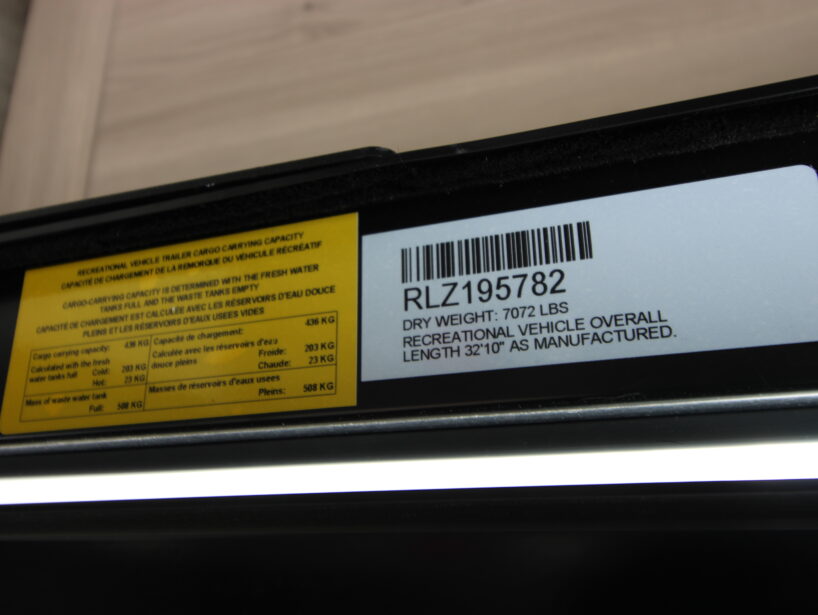 RECREATIONAL VEHICLE TRAILER CARGO CARRYING CAPACITY
CAPACITÉ DE CHARGEMENT DE LA REMORQUE DU VÉHICULE RÉCRÉATIF
CARGO-CARRYING CAPACITY IS DETERMINED WITH THE FRESH WATER
TANKS FULL AND THE WASTE TANKS EMPTY
CAPACITÉ DE CHARGEMENT EST CALCULÉE AVEC LES RÉSERVOIRS D'EAU DOUCE
PLEINS ET LES RÉSERVOIRS D'EAUX USEES VIDES
Cargo carrying capacity: 436 KG
Calculated with the fresh
water tanks full Cold: 203 KG
Hot: 23 KG
Mass of waste water tank
Full: 508 KG
Capacité de chargement: 436 KG
Calculée avec les réservoirs d'eau
douce pleins Froide: 203 KG
Chaude: 23 KG
Masses de réservoirs d'eaux usees
Pleins: 508 KG
RLZ195782
DRY WEIGHT: 7072 LBS
RECREATIONAL VEHICLE OVERALL
LENGTH 32'10" AS MANUFACTURED.